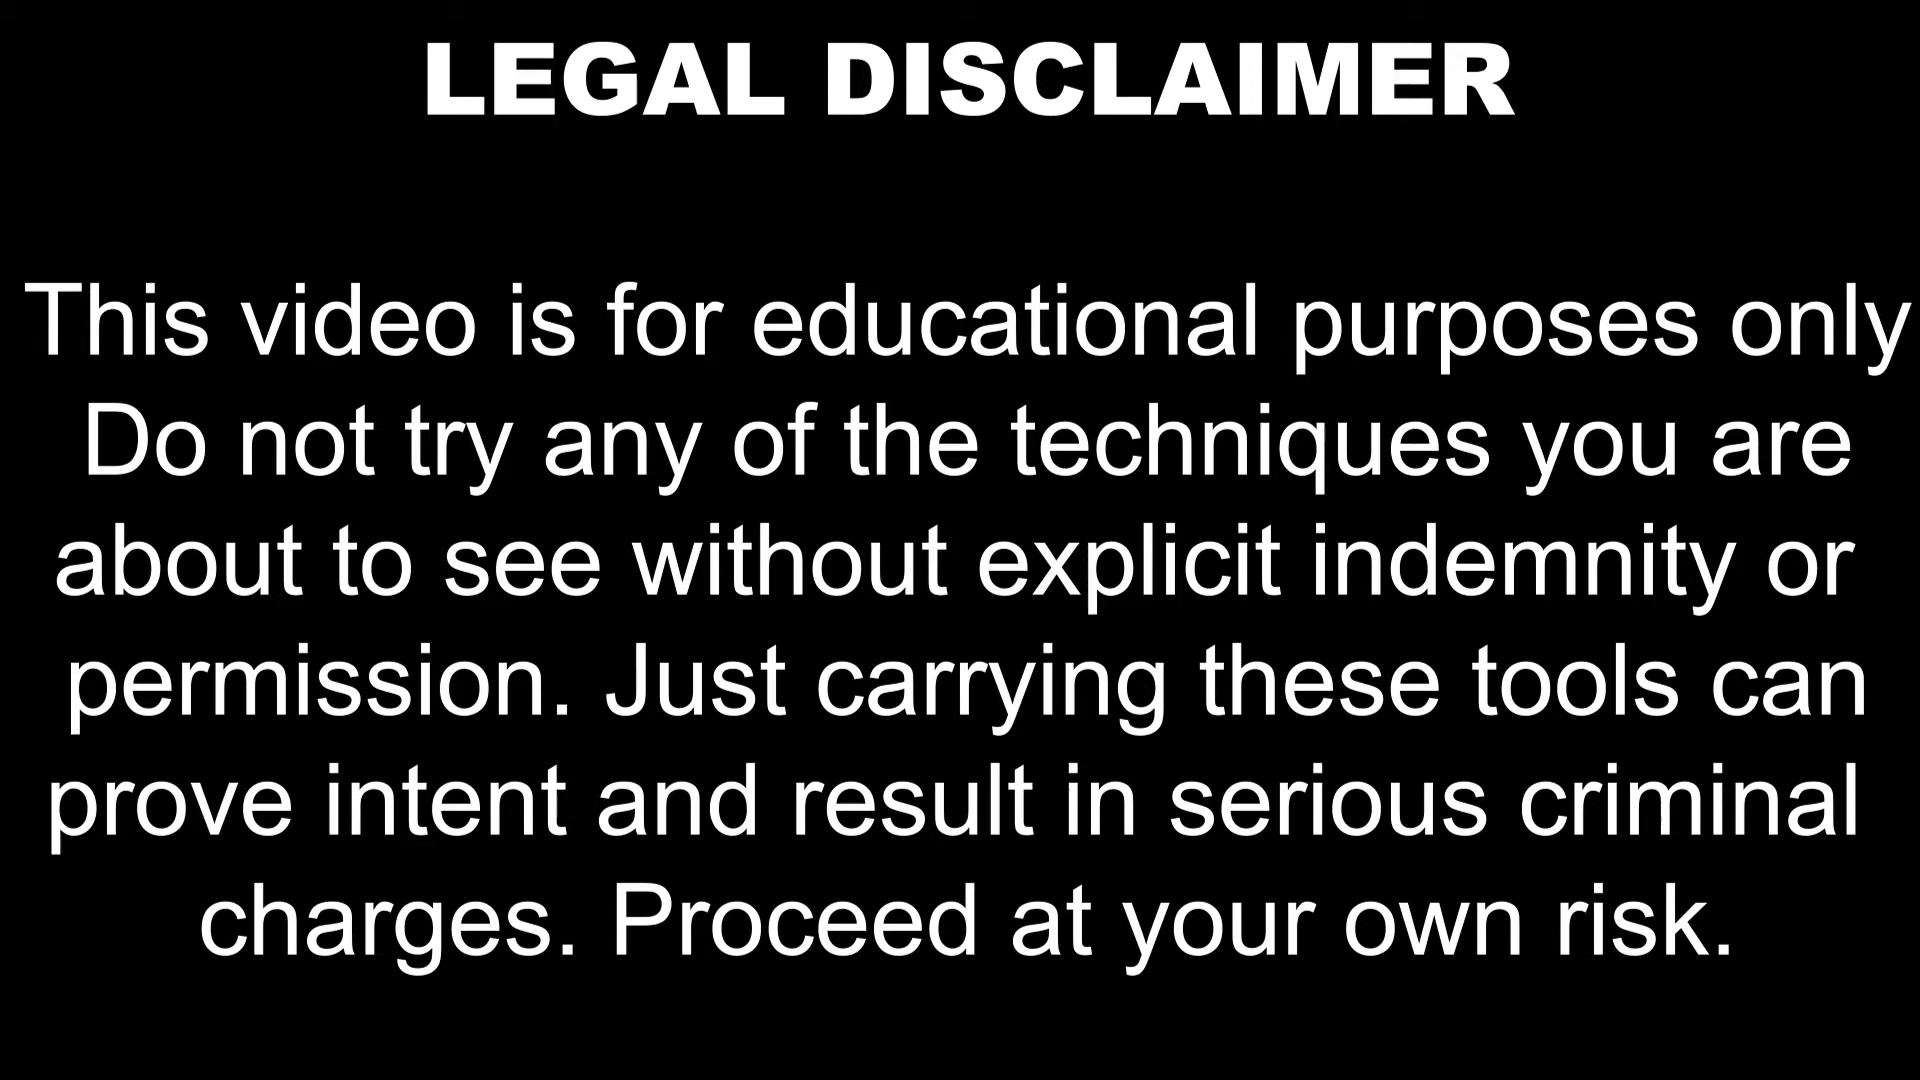 LEGAL DISCLAIMER
This video is for educational purposes only
Do not try any of the techniques you are
about to see without explicit indemnity or
permission. Just carrying these tools can
prove intent and result in serious criminal
charges. Proceed at your own risk.